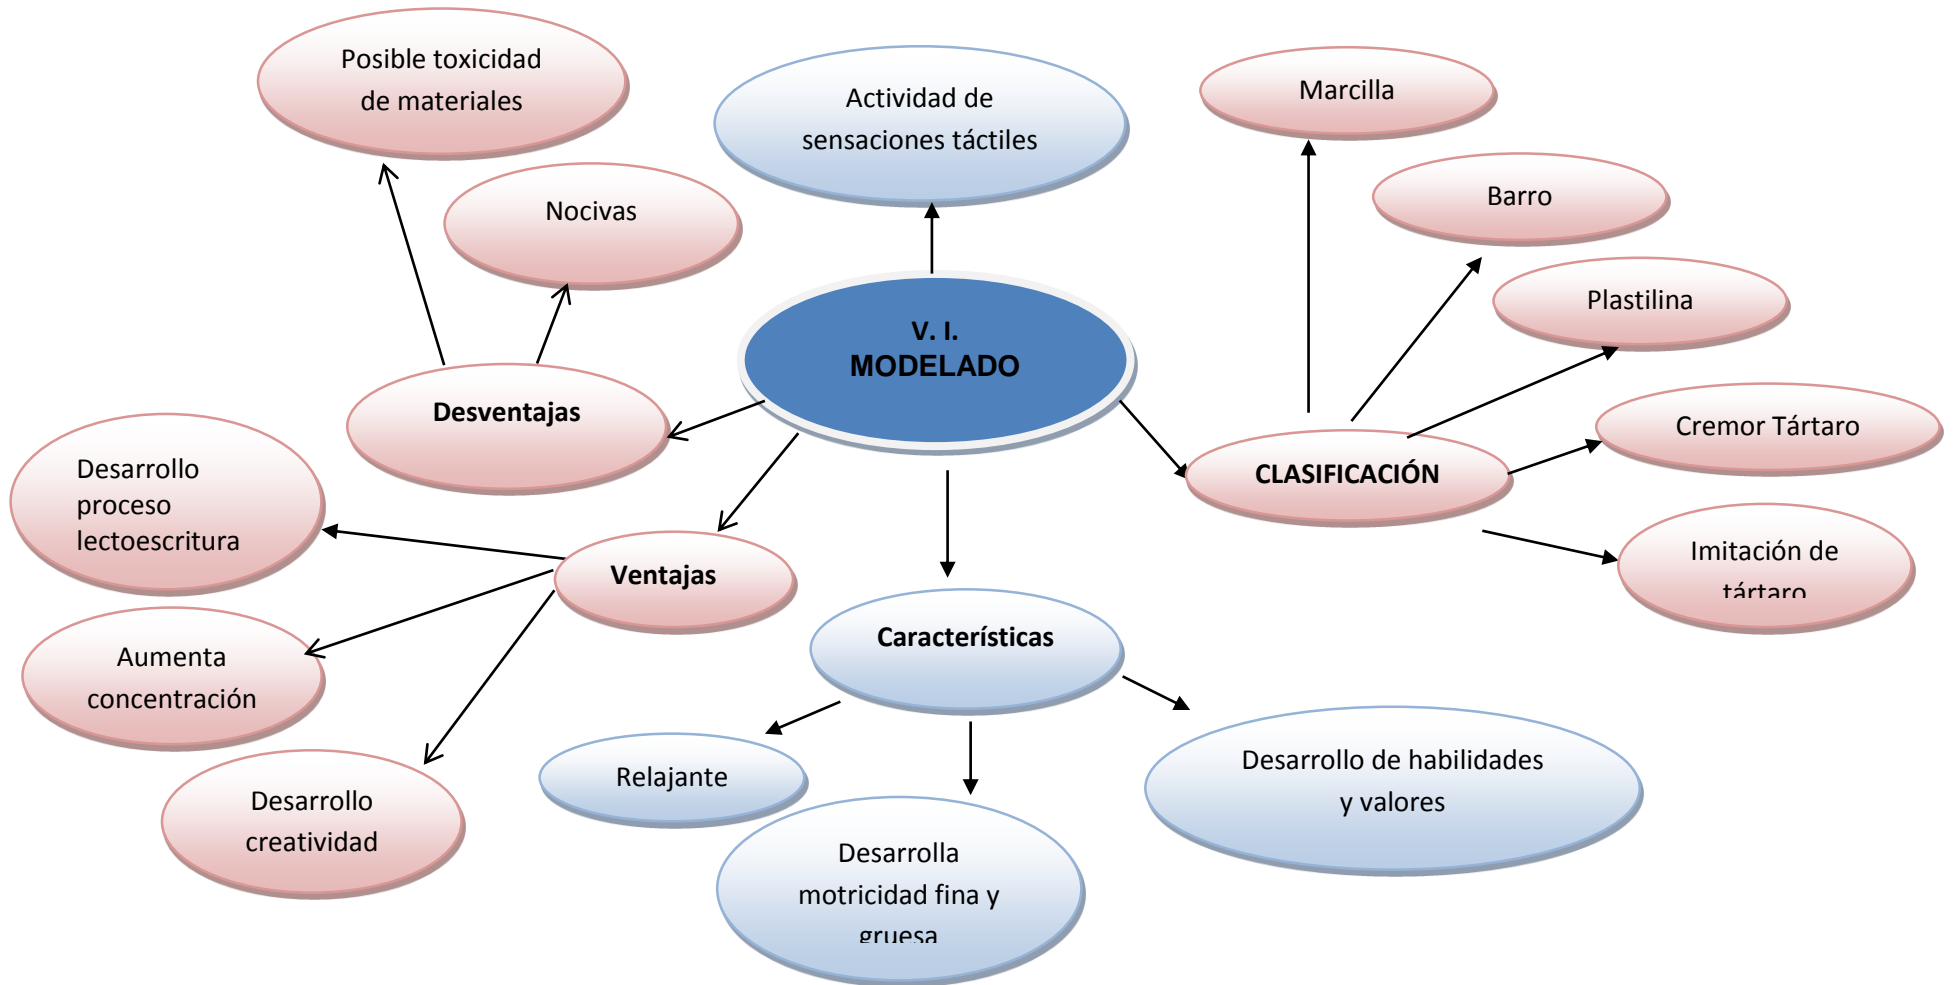 Posible toxicidad
de materiales
Actividad de
sensaciones táctiles
Marcilla
Nocivas
Barro
Plastilina
V. I.
MODELADO
Desventajas
Cremor Tártaro
CLASIFICACIÓN
Desarrollo
proceso
lectoescritura
Imitación de
tártaro
Ventajas
Características
Aumenta
concentración
Relajante
Desarrollo de habilidades
y valores
Desarrollo
creatividad
Desarrolla
motricidad fina y
gruesa